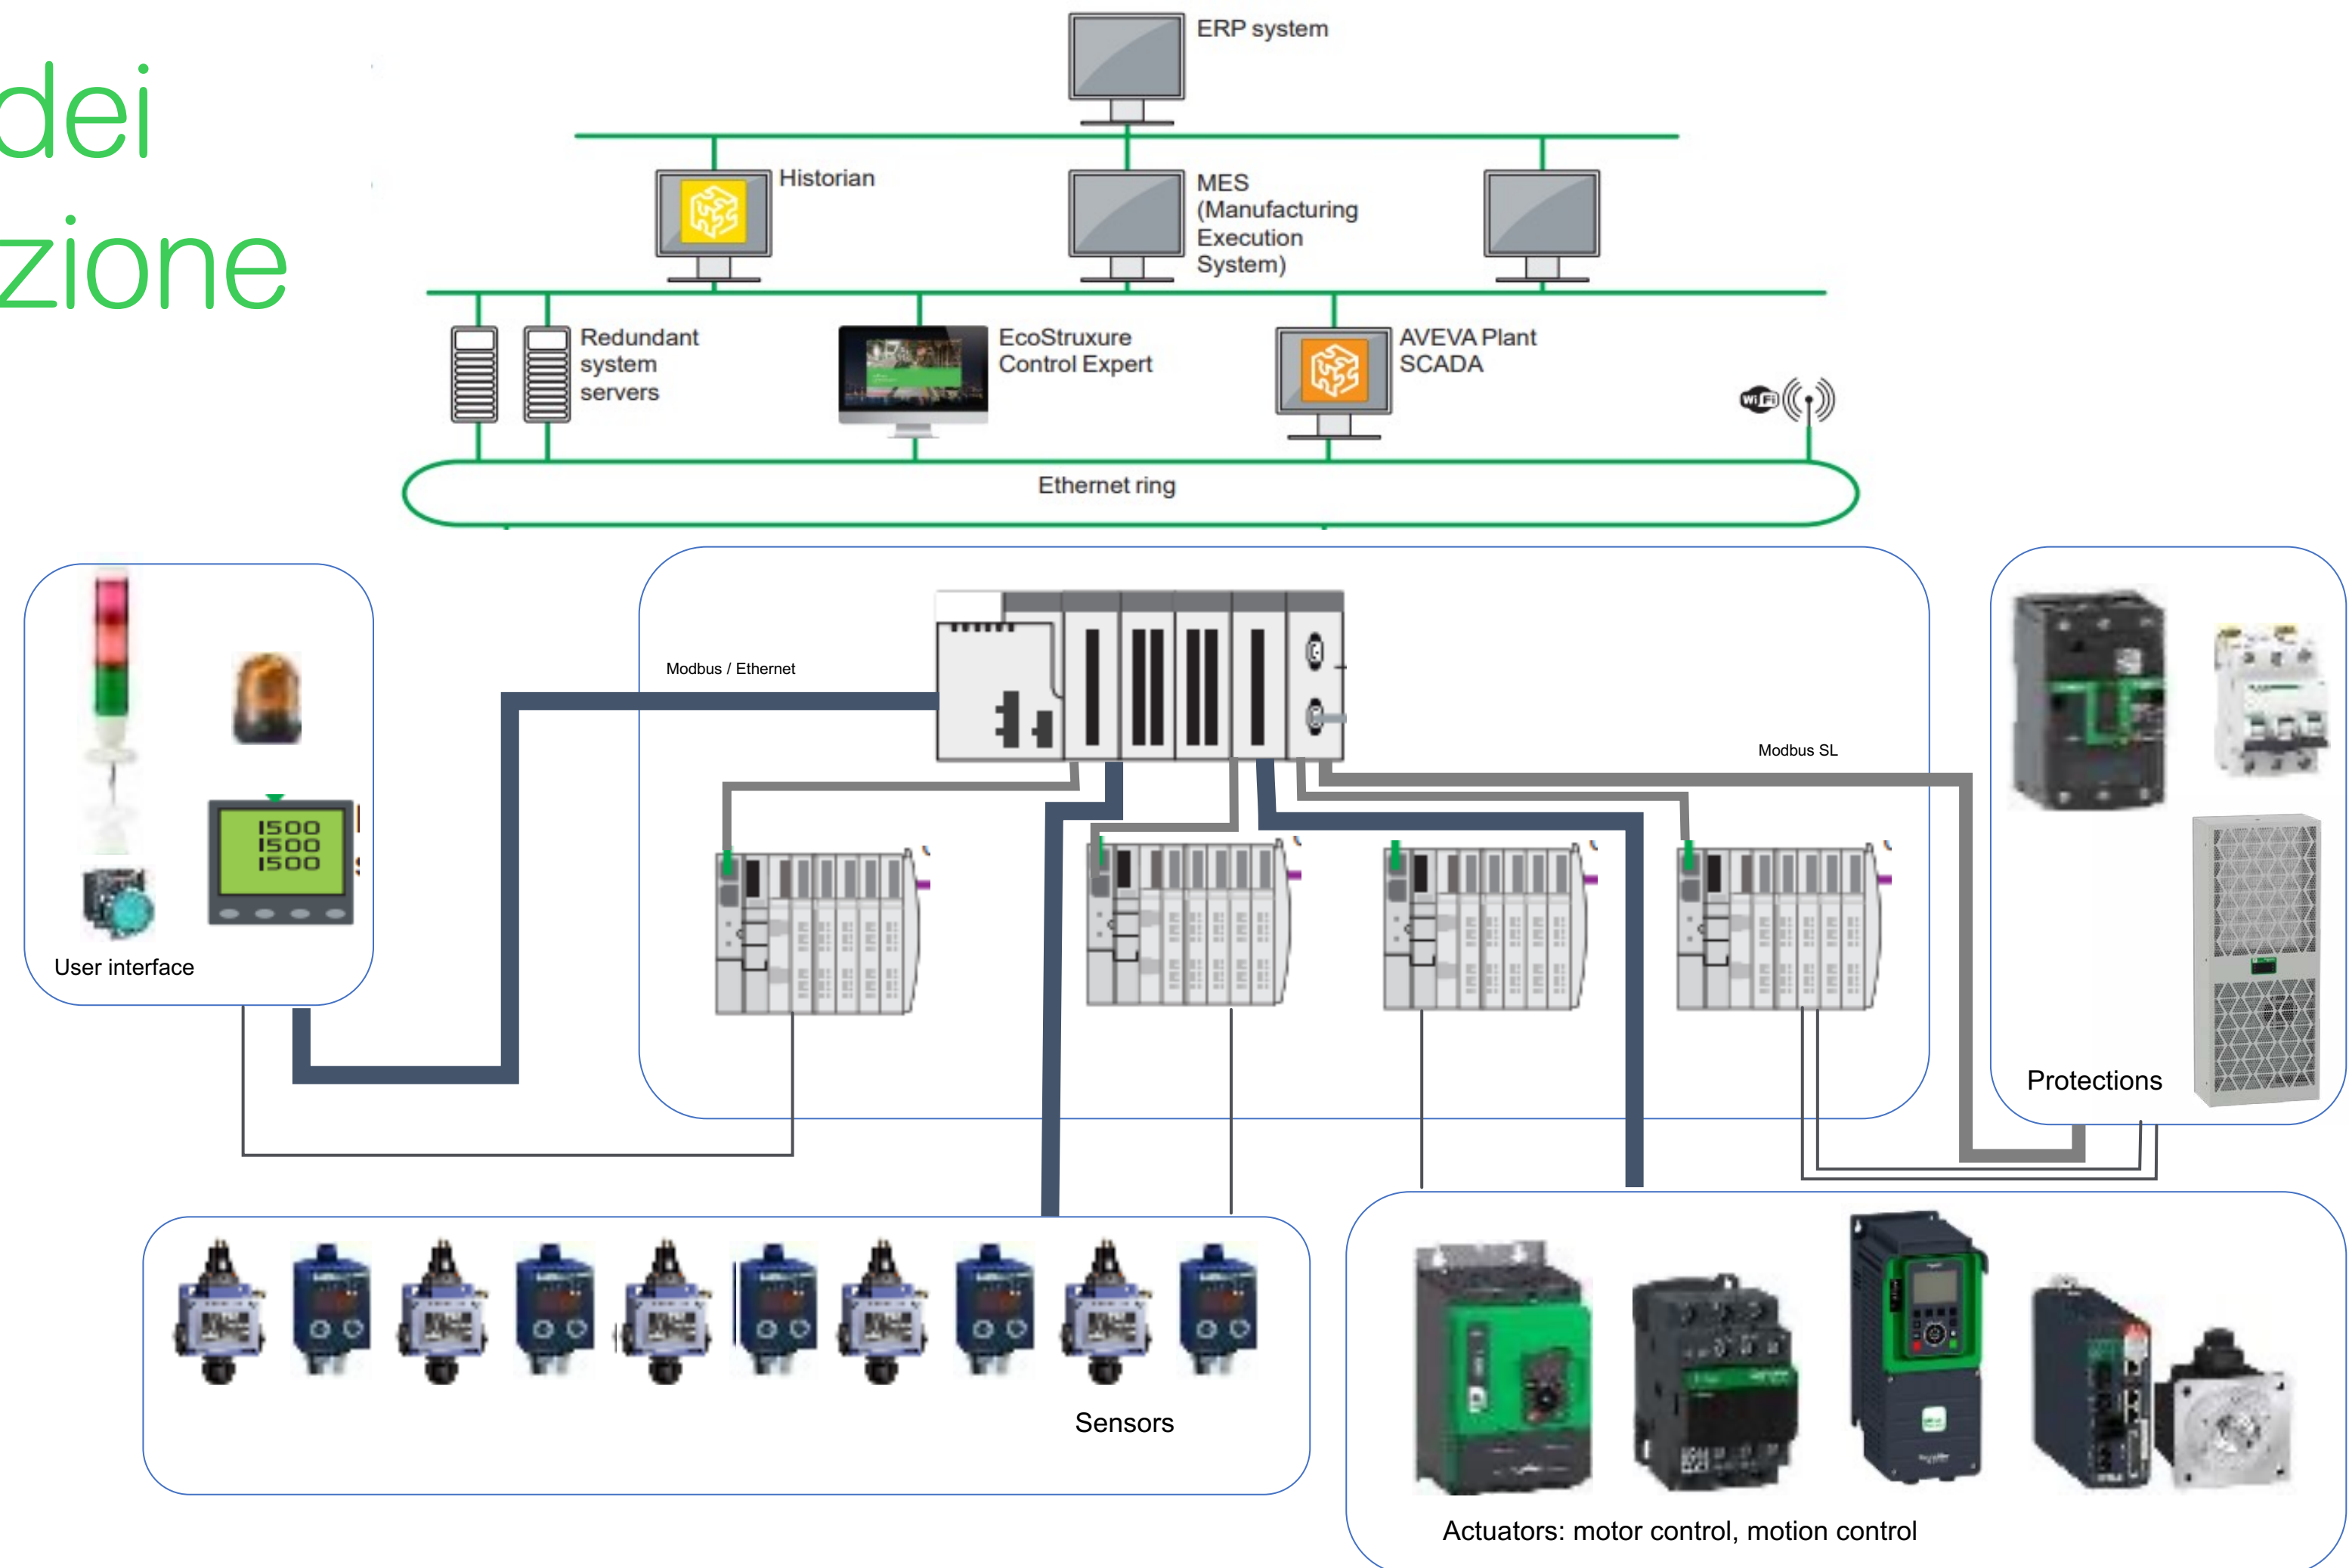 dei
zione
ERP system
Historian
MES
(Manufacturing
Execution
System)
Redundant
system
servers
EcoStruxure
Control Expert
AVEVA Plant
SCADA
WiFi
Ethernet ring
Modbus / Ethernet
Modbus SL
1500
1500
1500
User interface
Protections
Sensors
Actuators: motor control, motion control